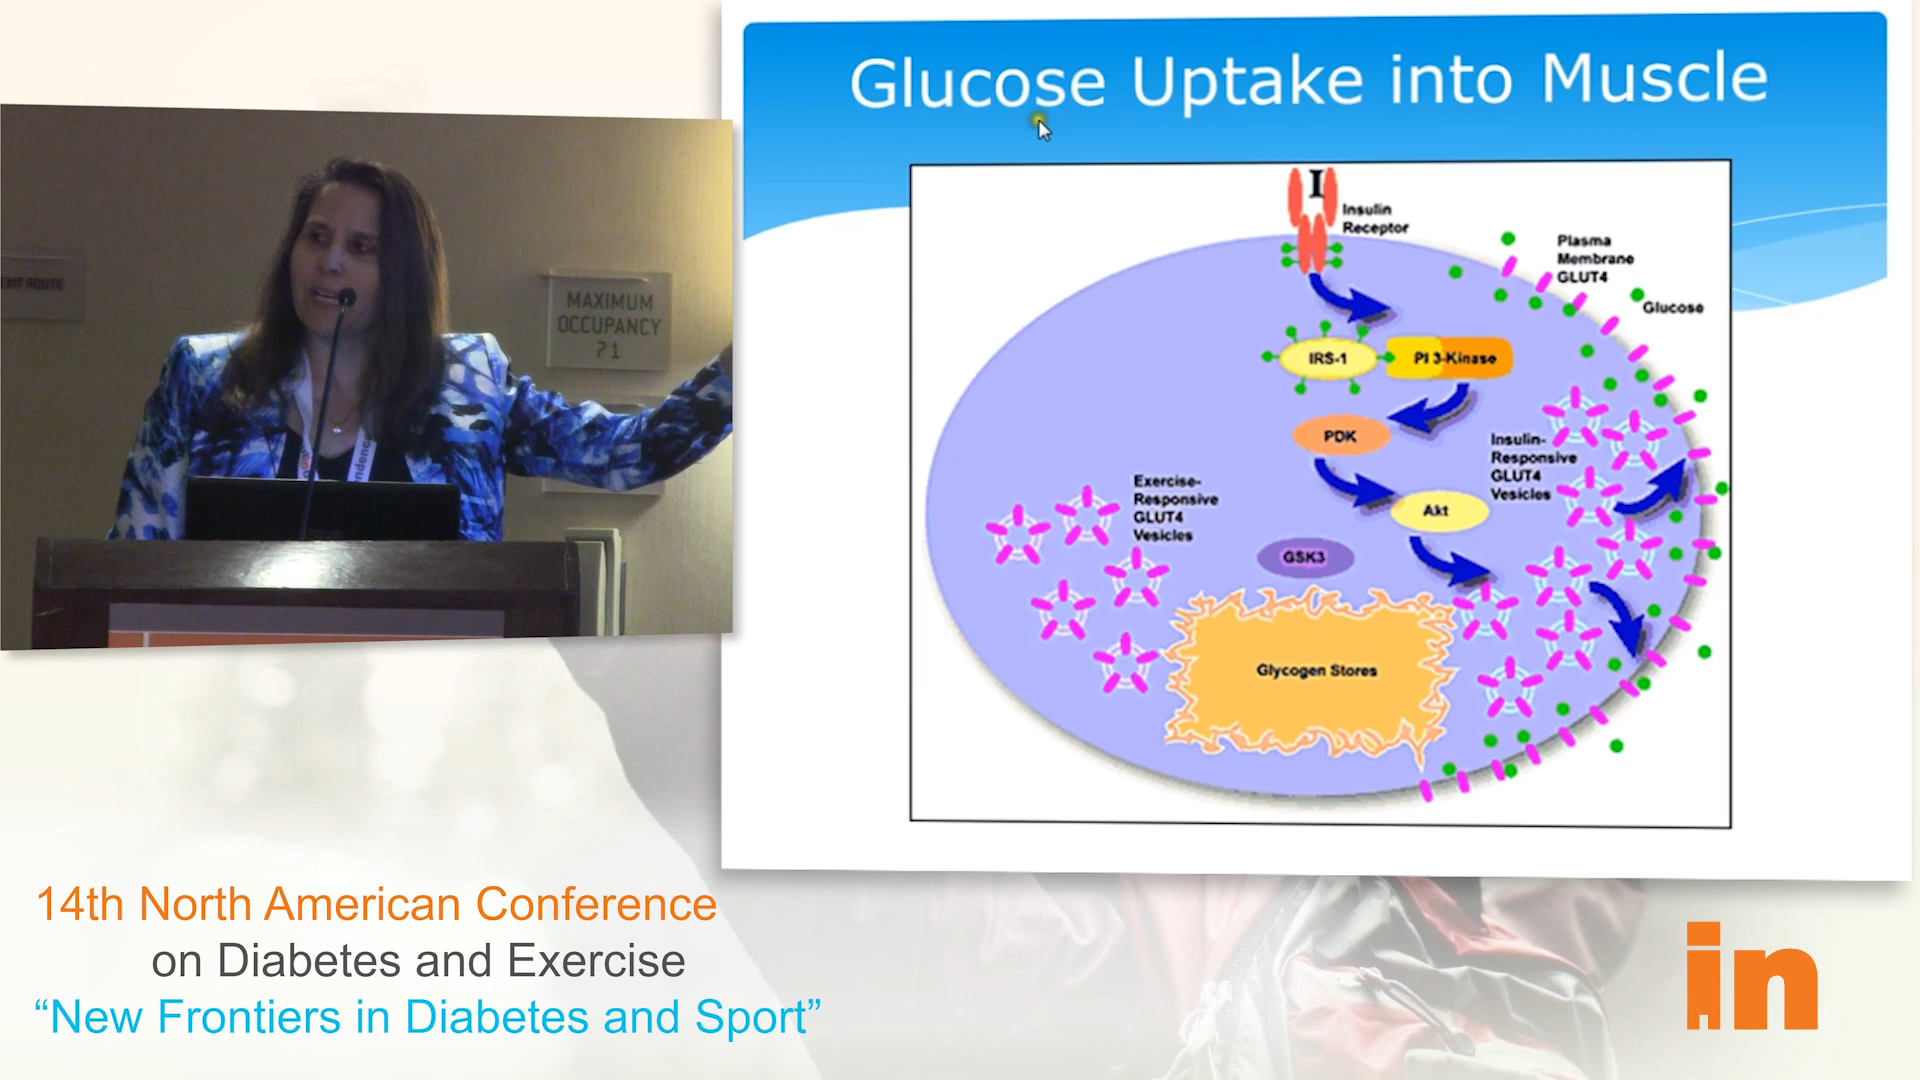 Glucose Uptake into Muscle
I
Insulin
Receptor
Plasma
Membrane
GLUT4
Glucose
IRS-1
PI 3-Kinase
PDK
Insulin-
Responsive
GLUT4
Vesicles
Akt
Exercise-
Responsive
GLUT4
Vesicles
GSK3
Glycogen Stores
EXIT ROUTE
MAXIMUM
OCCUPANCY
71
14th North American Conference
on Diabetes and Exercise
“New Frontiers in Diabetes and Sport”
in